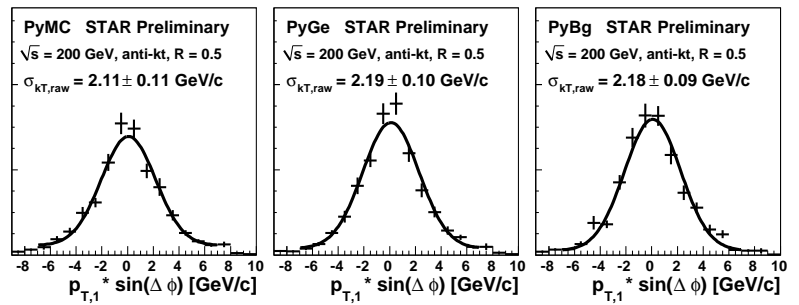 PyMC STAR Preliminary
√s = 200 GeV, anti-kt, R = 0.5
σkT,raw = 2.11 ± 0.11 GeV/c
-8 -6 -4 -2 0 2 4 6 8 10
pT,1* sin(Δ ϕ) [GeV/c]
PyGe STAR Preliminary
√s = 200 GeV, anti-kt, R = 0.5
σkT,raw = 2.19 ± 0.10 GeV/c
-8 -6 -4 -2 0 2 4 6 8 10
pT,1* sin(Δ ϕ) [GeV/c]
PyBg STAR Preliminary
√s = 200 GeV, anti-kt, R = 0.5
σkT,raw = 2.18 ± 0.09 GeV/c
-8 -6 -4 -2 0 2 4 6 8 10
pT,1* sin(Δ ϕ) [GeV/c]